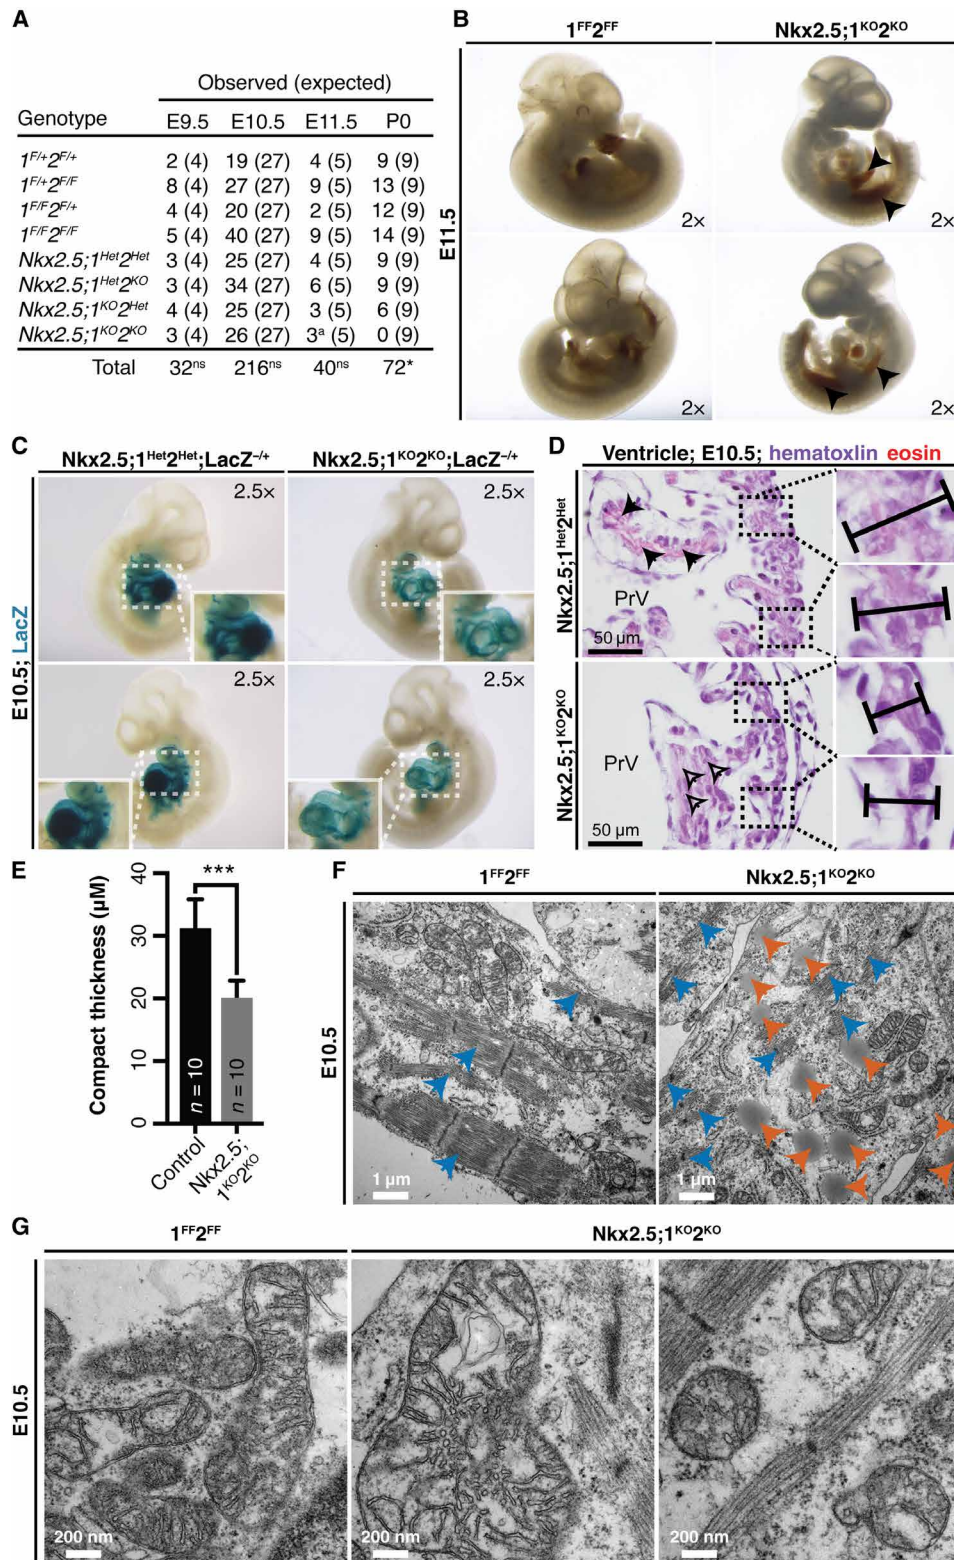 A
Observed (expected)
Genotype E9.5 E10.5 E11.5 P0
1F/+2F/+ 2 (4) 19 (27) 4 (5) 9 (9)
1F/+2F/F 8 (4) 27 (27) 9 (5) 13 (9)
1F/F2F/+ 4 (4) 20 (27) 2 (5) 12 (9)
1F/F2F/F 5 (4) 40 (27) 9 (5) 14 (9)
Nkx2.5;1Het2Het 3 (4) 25 (27) 4 (5) 9 (9)
Nkx2.5;1Het2KO 3 (4) 34 (27) 6 (5) 9 (9)
Nkx2.5;1KO2Het 4 (4) 25 (27) 3 (5) 6 (9)
Nkx2.5;1KO2KO 3 (4) 26 (27) 3a (5) 0 (9)
Total 32ns 216ns 40ns 72*
B
1FF2FF Nkx2.5;1KO2KO
E11.5
2×
2×
2×
2×
C
Nkx2.5;1Het2Het;LacZ−/+ Nkx2.5;1KO2KO;LacZ−/+
E10.5; LacZ
2.5×
2.5×
2.5×
2.5×
D
Ventricle; E10.5; hematoxlin eosin
Nkx2.5;1Het2Het
PrV
50 µm
Nkx2.5;1KO2KO
PrV
50 µm
E
Compact thickness (µM)
40
30
20
10
0
***
n = 10
n = 10
Control
Nkx2.5;
1KO2KO
F
1FF2FF Nkx2.5;1KO2KO
E10.5
1 µm
1 µm
G
1FF2FF Nkx2.5;1KO2KO
E10.5
200 nm
200 nm
200 nm